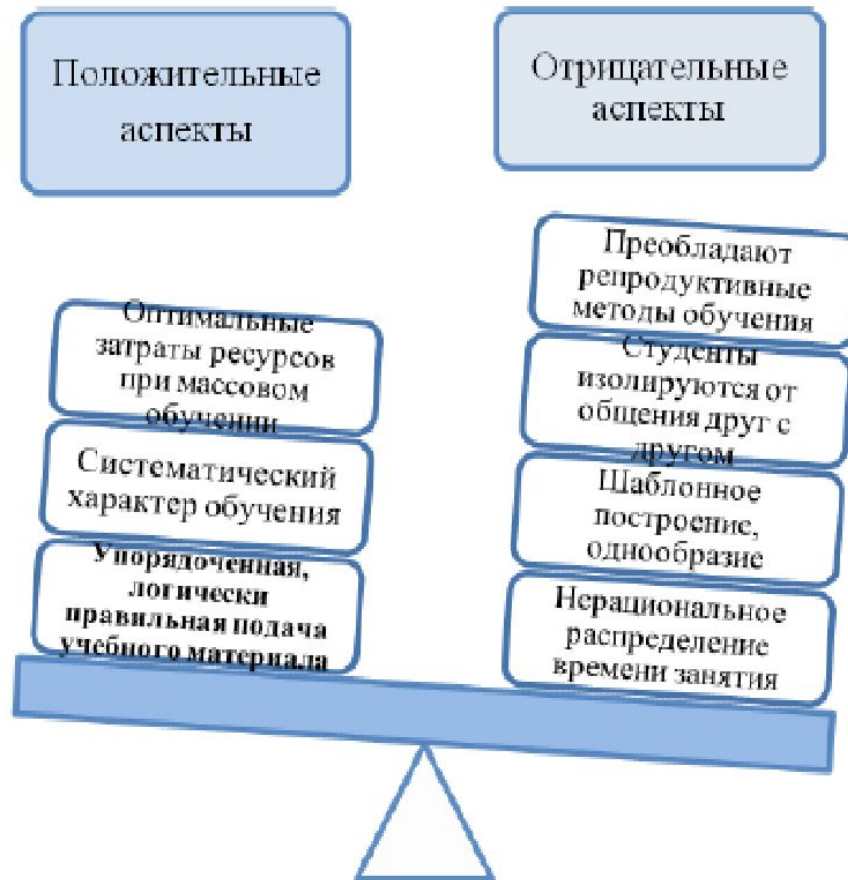 Положительные
аспекты
Отрицательные
аспекты
Оптимальные
затраты ресурсов
при массовом
обучении
Систематический
характер обучения
Упорядоченная,
логически
правильная подача
учебного материала
Преобладают
репродуктивные
методы обучения
Студенты
изолируются от
общения друг с
другом
Шаблонное
построение,
однообразие
Нерациональное
распределение
времени занятия